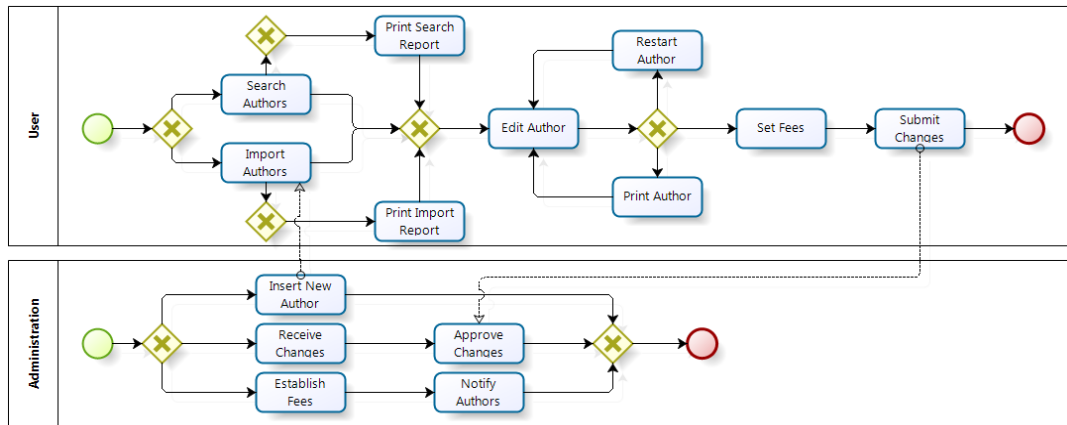 User
Print Search
Report
Search
Authors
Import
Authors
Print Import
Report
Edit Author
Restart
Author
Print Author
Set Fees
Submit
Changes
Administration
Insert New
Author
Receive
Changes
Approve
Changes
Establish
Fees
Notify
Authors